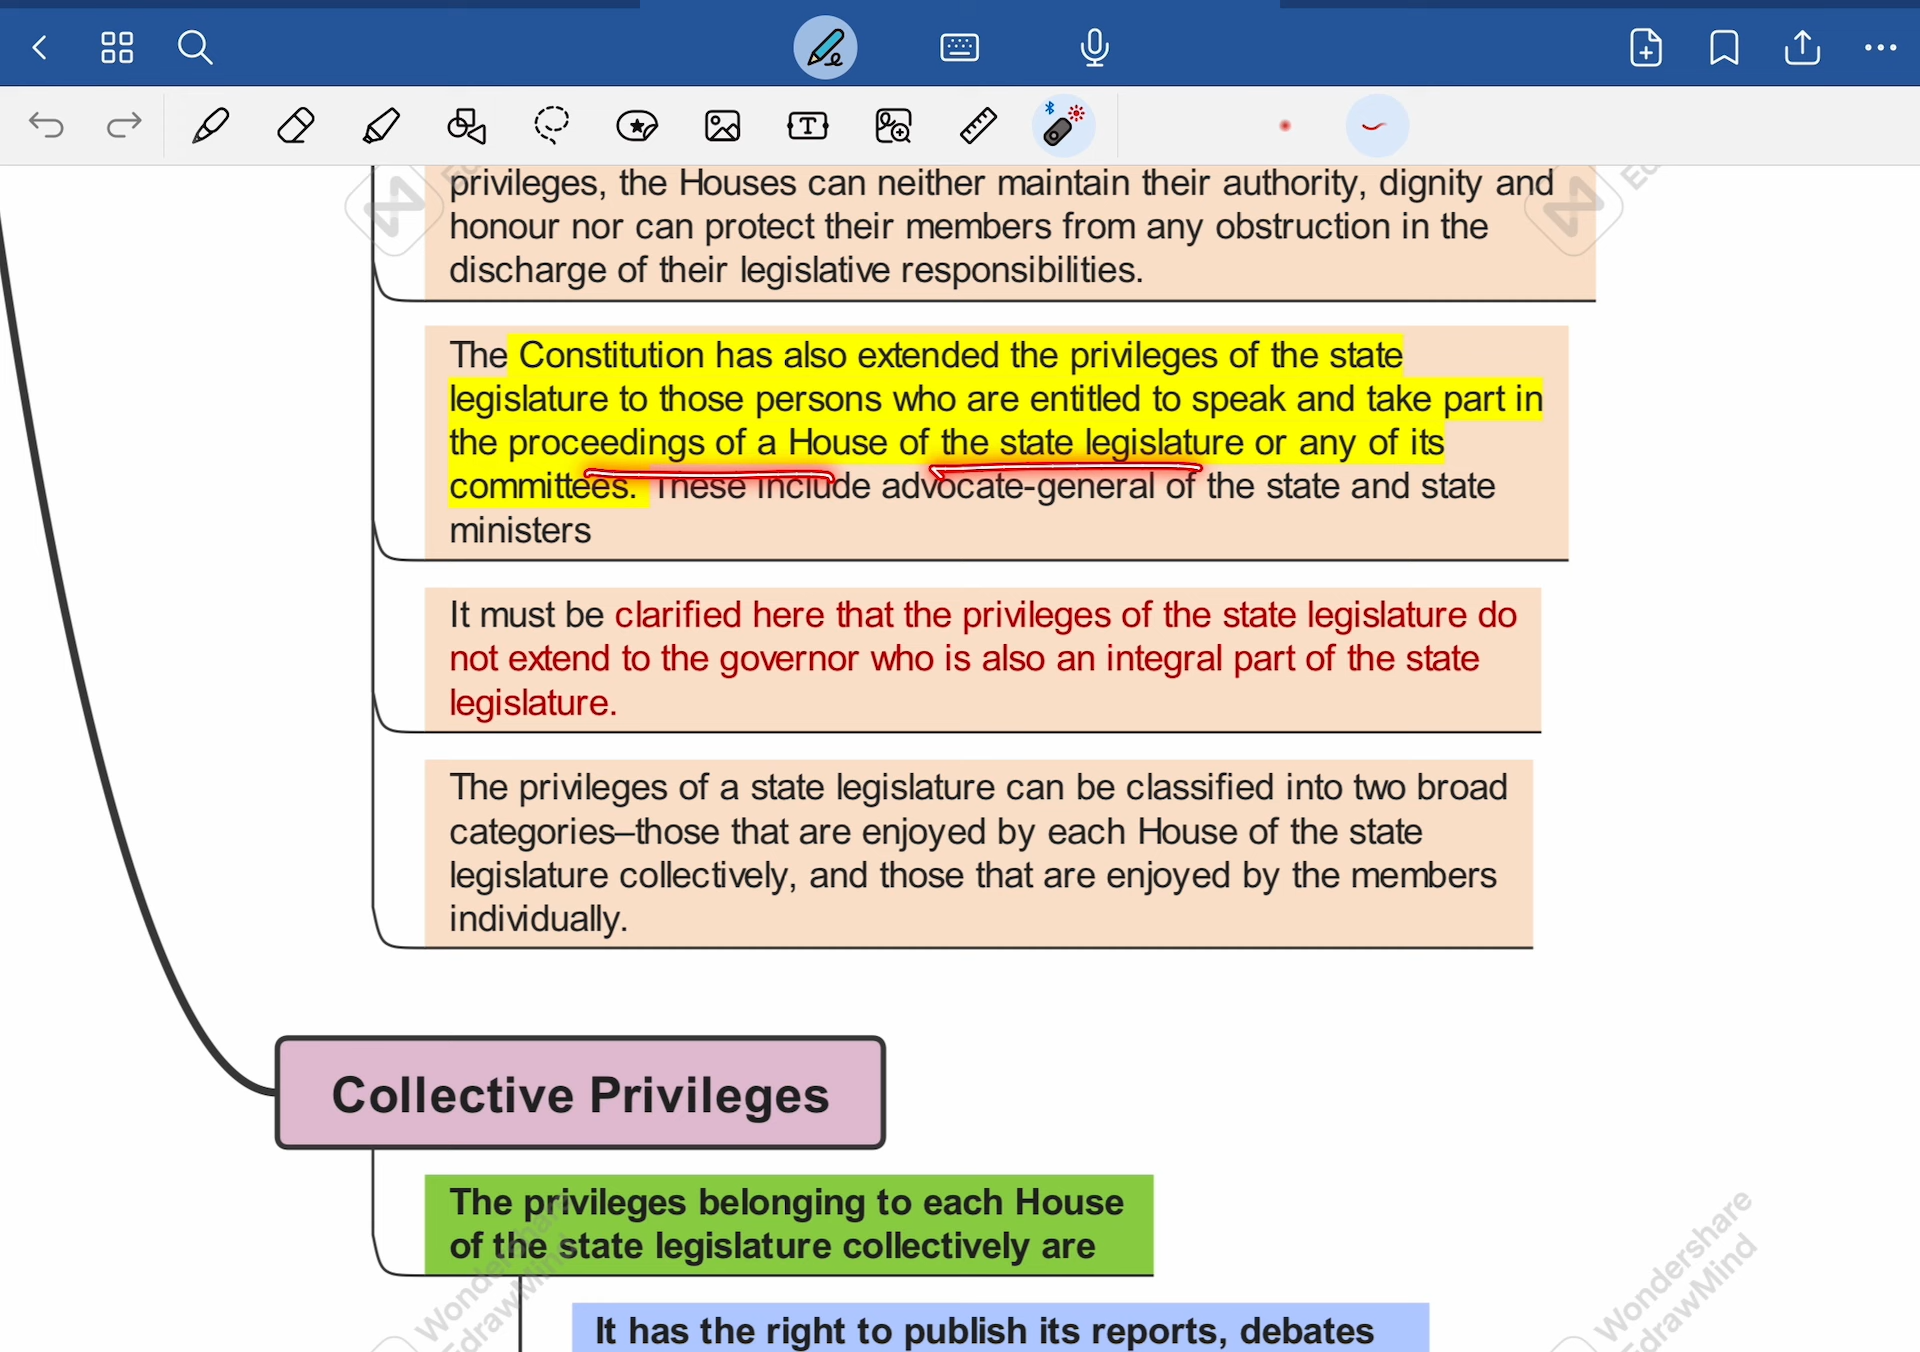 privileges, the Houses can neither maintain their authority, dignity and
honour nor can protect their members from any obstruction in the
discharge of their legislative responsibilities.
The Constitution has also extended the privileges of the state
legislature to those persons who are entitled to speak and take part in
the proceedings of a House of the state legislature or any of its
committees. These include advocate-general of the state and state
ministers
It must be clarified here that the privileges of the state legislature do
not extend to the governor who is also an integral part of the state
legislature.
The privileges of a state legislature can be classified into two broad
categories–those that are enjoyed by each House of the state
legislature collectively, and those that are enjoyed by the members
individually.
Collective Privileges
The privileges belonging to each House
of the state legislature collectively are
It has the right to publish its reports, debates
Wondershare
EdrawMind
Wondershare
EdrawMind